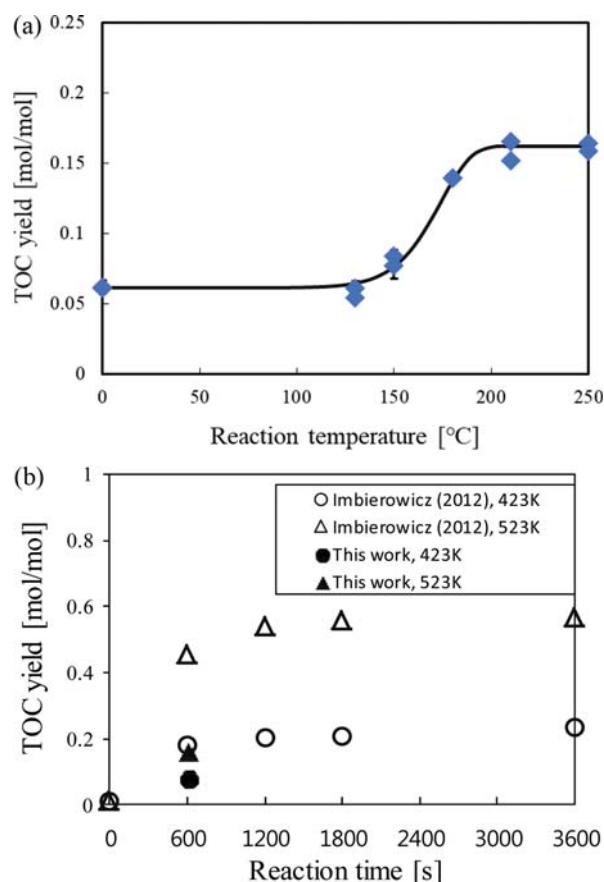 (a)
0.25
0.2
0.15
0.1
0.05
0
0 50 100 150 200 250
TOC yield [mol/mol]
Reaction temperature [°C]
(b)
1
0.8
0.6
0.4
0.2
0
0 600 1200 1800 2400 3000 3600
TOC yield [mol/mol]
Reaction time [s]
Imbierowicz (2012), 423K
Imbierowicz (2012), 523K
This work, 423K
This work, 523K